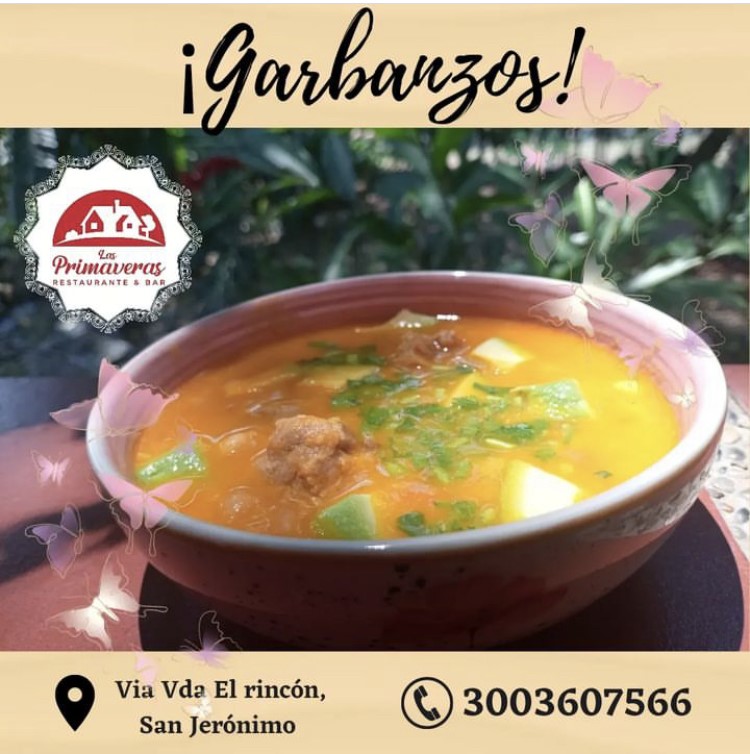 ¡Garbanzos!
Las
Primaveras
RESTAURANTE & BAR
Via Vda El rincón,
San Jerónimo
3003607566